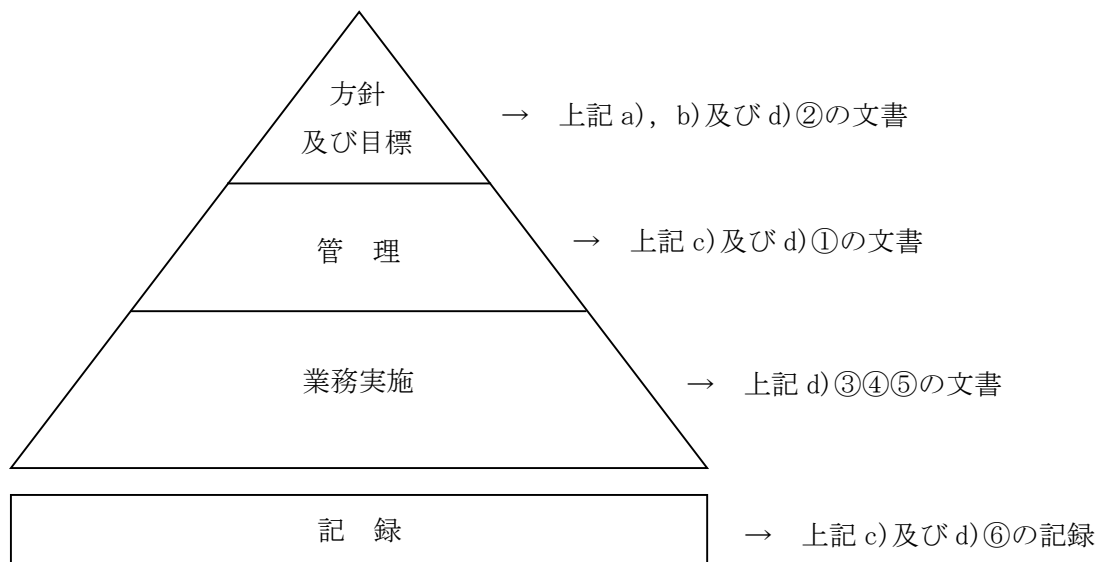 方針
及び目標
→ 上記 a), b)及び d)②の文書
管 理
→ 上記 c)及び d)①の文書
業務実施
→ 上記 d)③④⑤の文書
記 録
→ 上記 c)及び d)⑥の記録